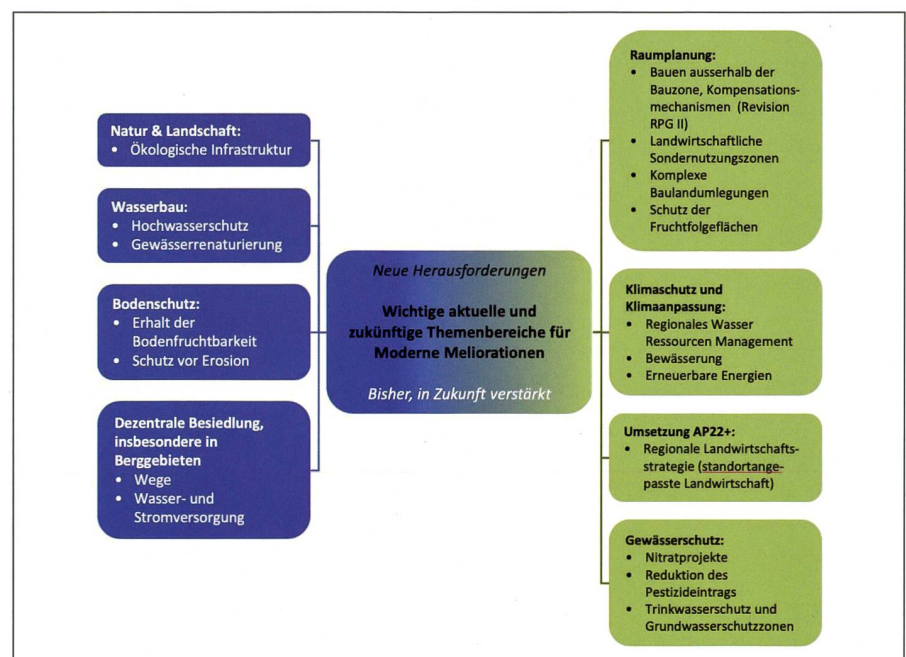 Natur & Landschaft:
• Ökologische Infrastruktur
Wasserbau:
• Hochwasserschutz
• Gewässerrenaturierung
Bodenschutz:
• Erhalt der
Bodenfruchtbarkeit
• Schutz vor Erosion
Dezentrale Besiedlung,
insbesondere in
Berggebieten
• Wege
• Wasser- und
Stromversorgung
Neue Herausforderungen
Wichtige aktuelle und
zukünftige Themenbereiche für
Moderne Meliorationen
Bisher, in Zukunft verstärkt
Raumplanung:
• Bauen ausserhalb der
Bauzone, Kompensations-
mechanismen (Revision
RPG II)
• Landwirtschaftliche
Sondernutzungszonen
• Komplexe
Baulandumlegungen
• Schutz der
Fruchtfolgeflächen
Klimaschutz und
Klimaanpassung:
• Regionales Wasser
Ressourcen Management
• Bewässerung
• Erneuerbare Energien
Umsetzung AP22+:
• Regionale Landwirtschafts-
strategie (standortange-
passte Landwirtschaft)
Gewässerschutz:
• Nitratprojekte
• Reduktion des
Pestizideintrags
• Trinkwasserschutz und
Grundwasserschutzzonen